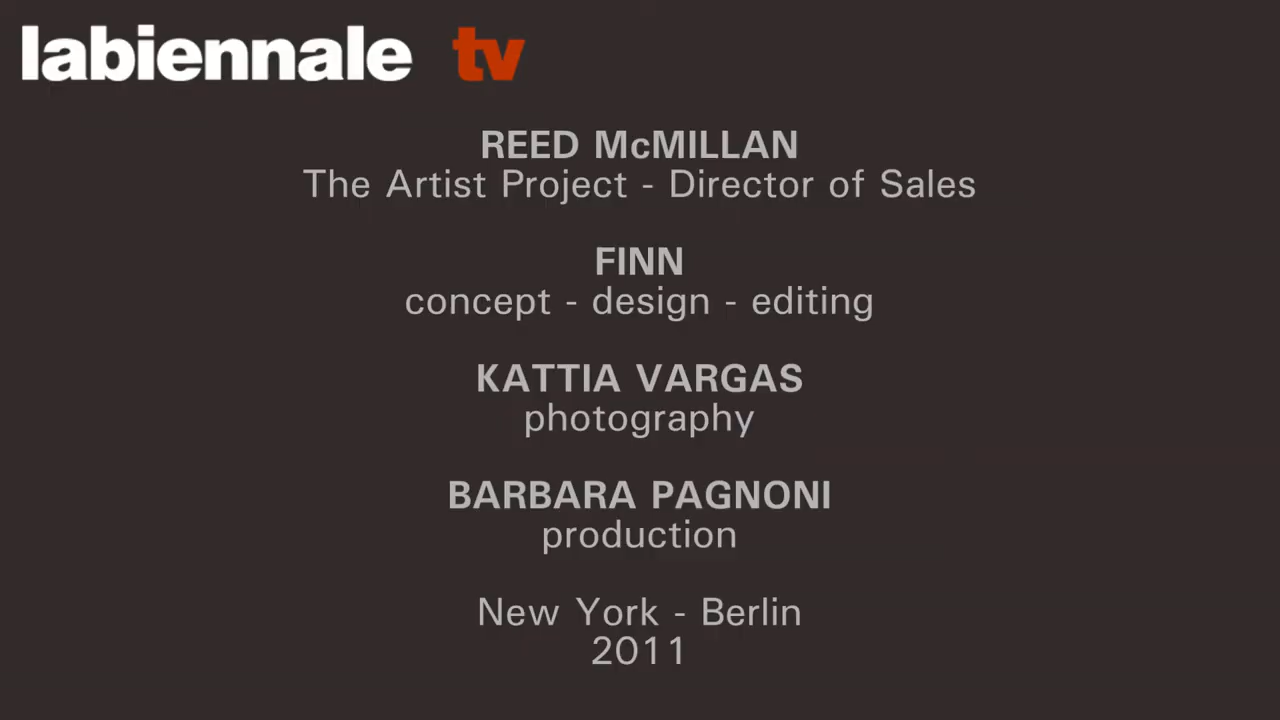 labiennale tv
REED McMILLAN
The Artist Project - Director of Sales
FINN
concept - design - editing
KATTIA VARGAS
photography
BARBARA PAGNONI
production
New York - Berlin
2011